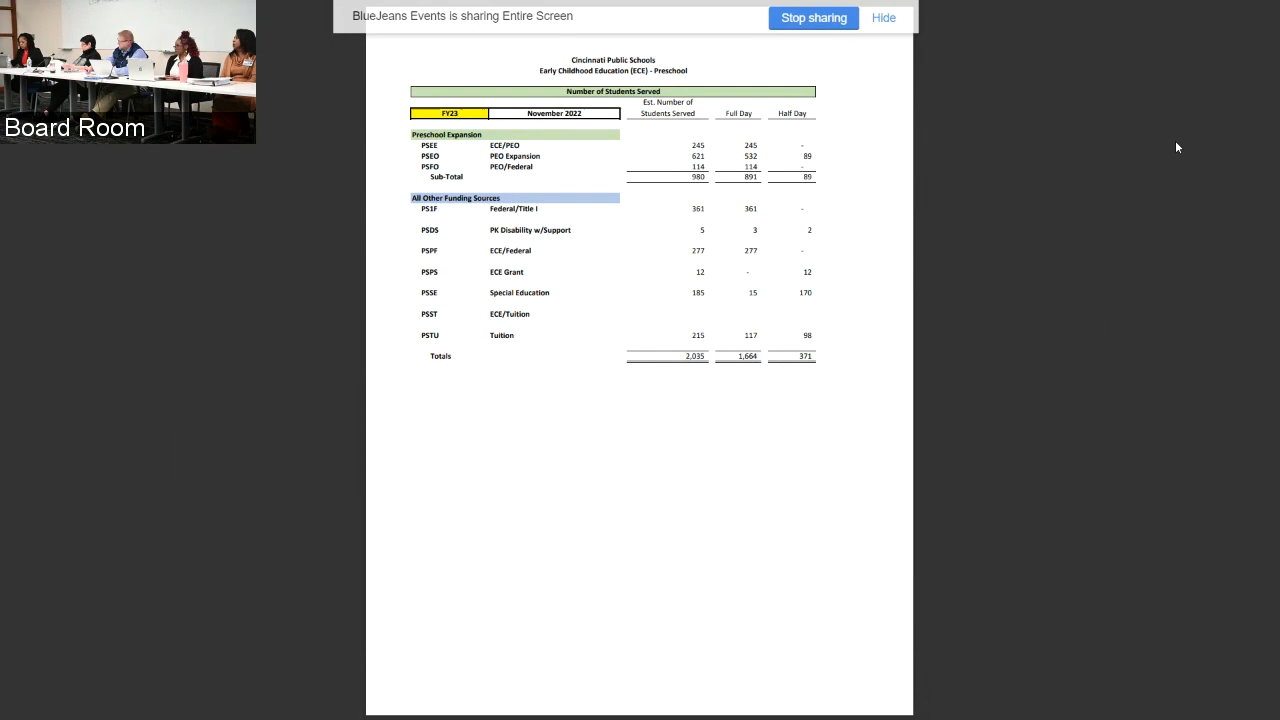 BlueJeans Events is sharing Entire Screen
Stop sharing
Hide
Board Room
Cincinnati Public Schools
Early Childhood Education (ECE) - Preschool
Number of Students Served
Est. Number of
FY23 November 2022 Students Served Full Day Half Day
Preschool Expansion
PSEE ECE/PEO 245 245 -
PSEO PEO Expansion 621 532 89
PSFO PEO/Federal 114 114 -
Sub-Total 980 891 89
All Other Funding Sources
PS1F Federal/Title I 361 361 -
PSDS PK Disability w/Support 5 3 2
PSPF ECE/Federal 277 277 -
PSPS ECE Grant 12 - 12
PSSE Special Education 185 15 170
PSST ECE/Tuition
PSTU Tuition 215 117 98
Totals 2,035 1,664 371